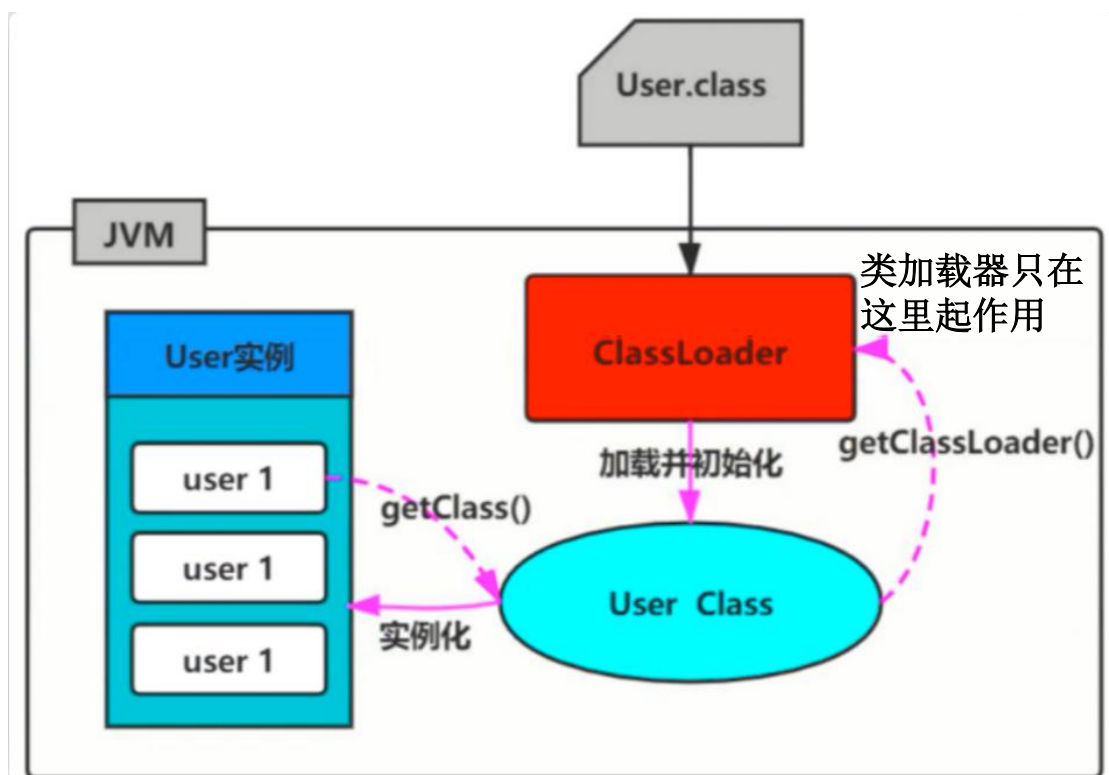 User.class
JVM
类加载器只在
这里起作用
ClassLoader
User实例
getClassLoader()
加载并初始化
user 1
getClass()
user 1
User Class
实例化
user 1